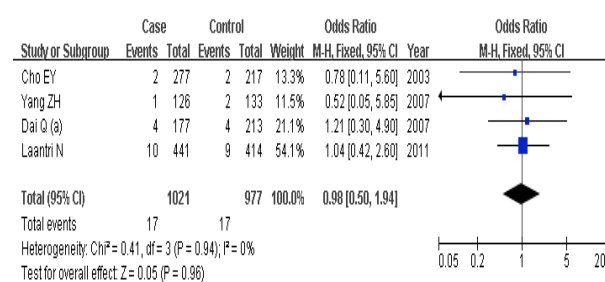 Case Control Odds Ratio Odds Ratio
Study or Subgroup Events Total Events Total Weight M-H, Fixed, 95% CI Year M-H, Fixed, 95% CI
Cho EY 2 277 2 217 13.3% 0.78 [0.11, 5.60] 2003
Yang ZH 1 126 2 133 11.5% 0.52 [0.05, 5.85] 2007
Dai Q (a) 4 177 4 213 21.1% 1.21 [0.30, 4.90] 2007
Laantri N 10 441 9 414 54.1% 1.04 [0.42, 2.60] 2011
Total (95% CI) 1021 977 100.0% 0.98 [0.50, 1.94]
Total events 17 17
Heterogeneity: Chi² = 0.41, df = 3 (P = 0.94); I² = 0%
Test for overall effect: Z = 0.05 (P = 0.96)
0.05 0.2 1 5 20